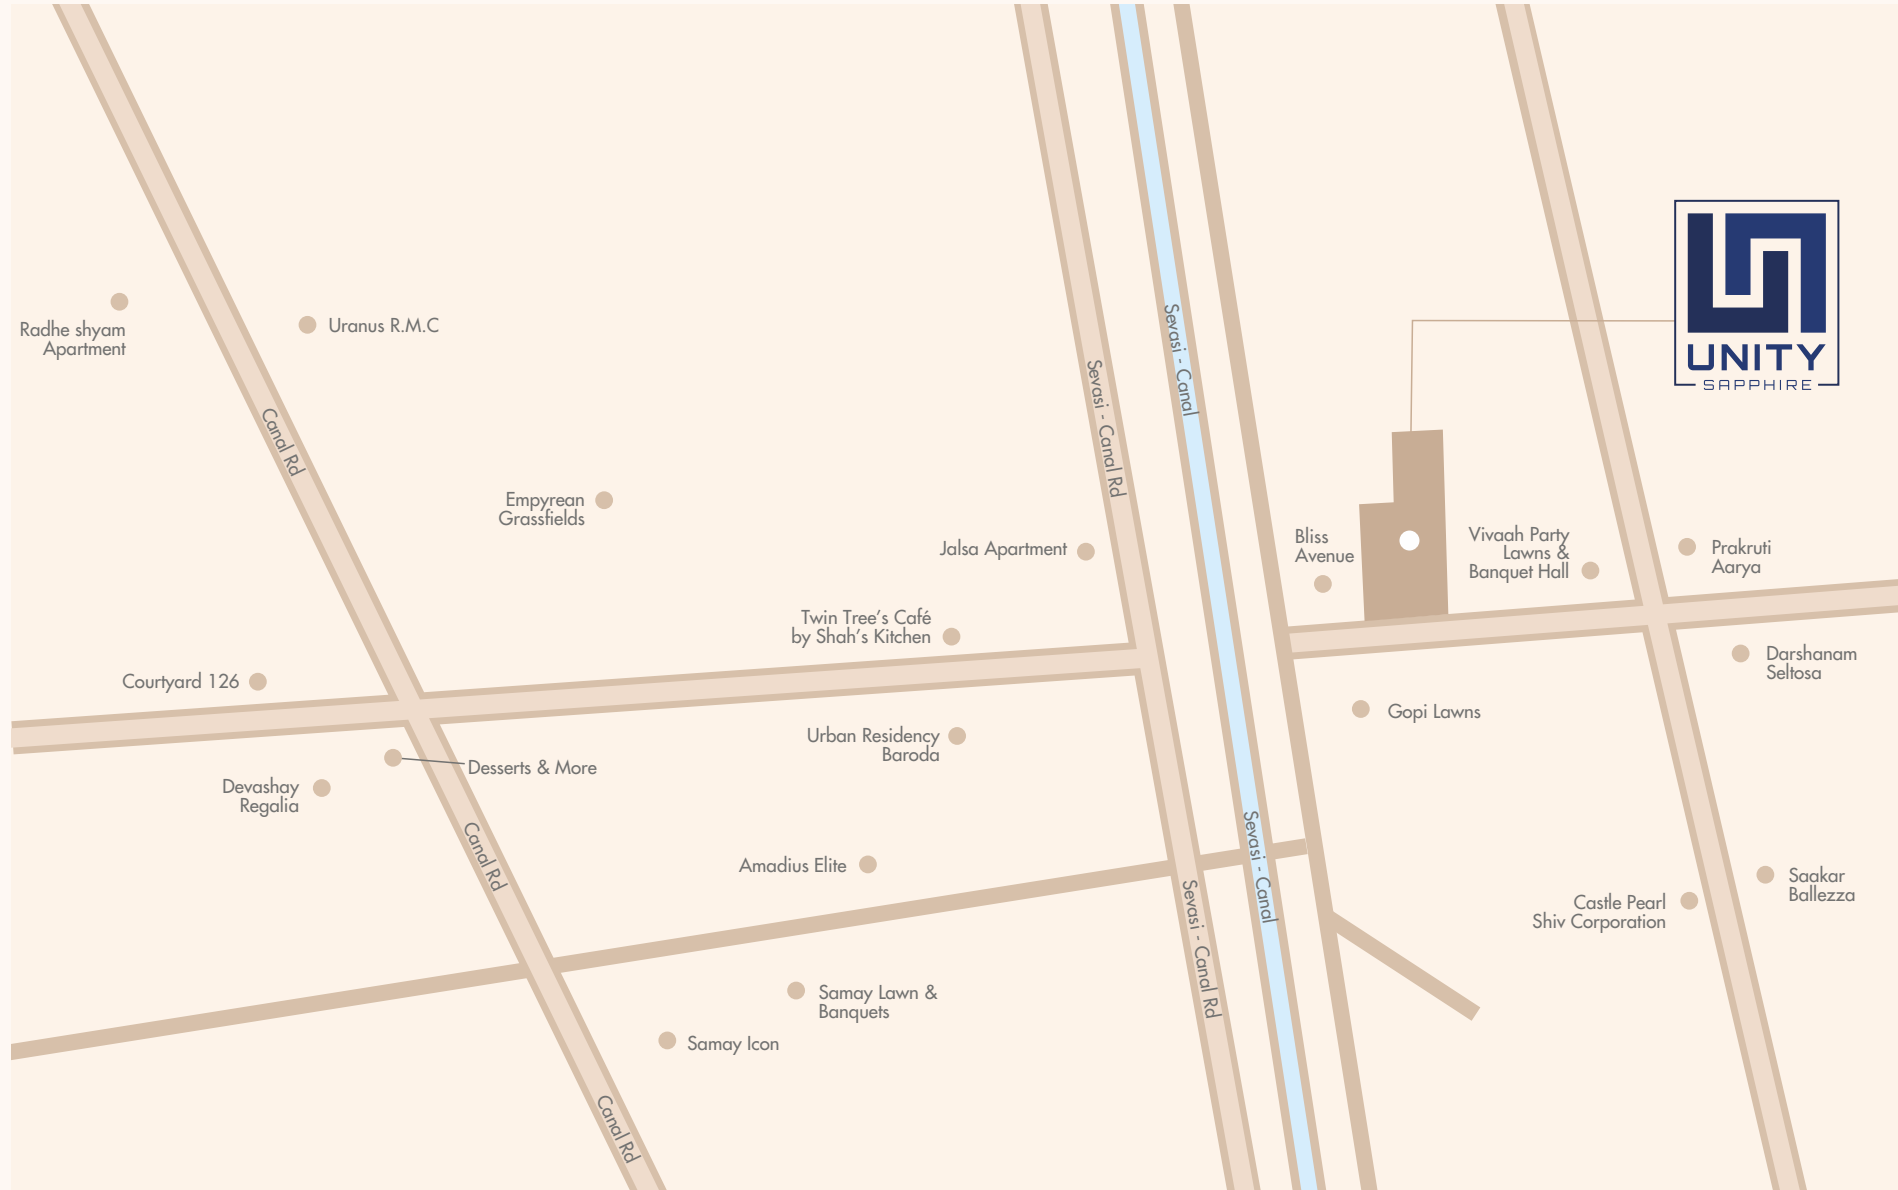 Radhe shyam
Apartment
Uranus R.M.C
Canal Rd
Sevasi - Canal Rd
Sevasi - Canal
UNITY
SAPPHIRE
Empyrean
Grassfields
Jalsa Apartment
Bliss
Avenue
Vivaah Party
Lawns &
Banquet Hall
Prakruti
Aarya
Twin Tree's Café
by Shah's Kitchen
Courtyard 126
Darshanam
Seltosa
Gopi Lawns
Urban Residency
Baroda
Desserts & More
Devashay
Regalia
Canal Rd
Amadius Elite
Sevasi - Canal
Sevasi - Canal Rd
Castle Pearl
Shiv Corporation
Saakar
Ballezza
Samay Lawn &
Banquets
Samay Icon
Canal Rd